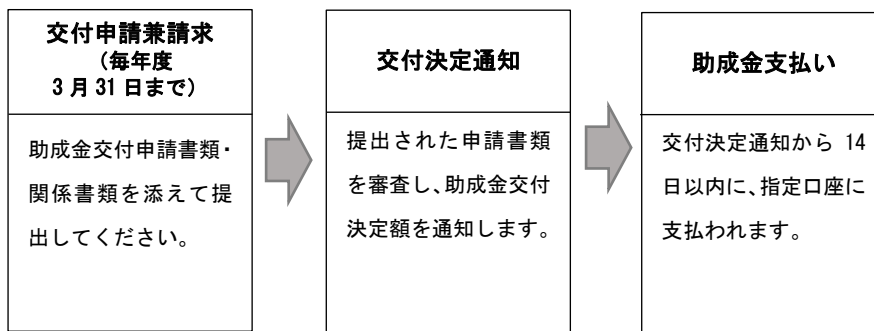 交付申請兼請求
（毎年度
3月31日まで）
助成金交付申請書類・
関係書類を添えて提
出してください。
交付決定通知
提出された申請書類
を審査し、助成金交付
決定額を通知します。
助成金支払い
交付決定通知から 14
日以内に、指定口座に
支払われます。